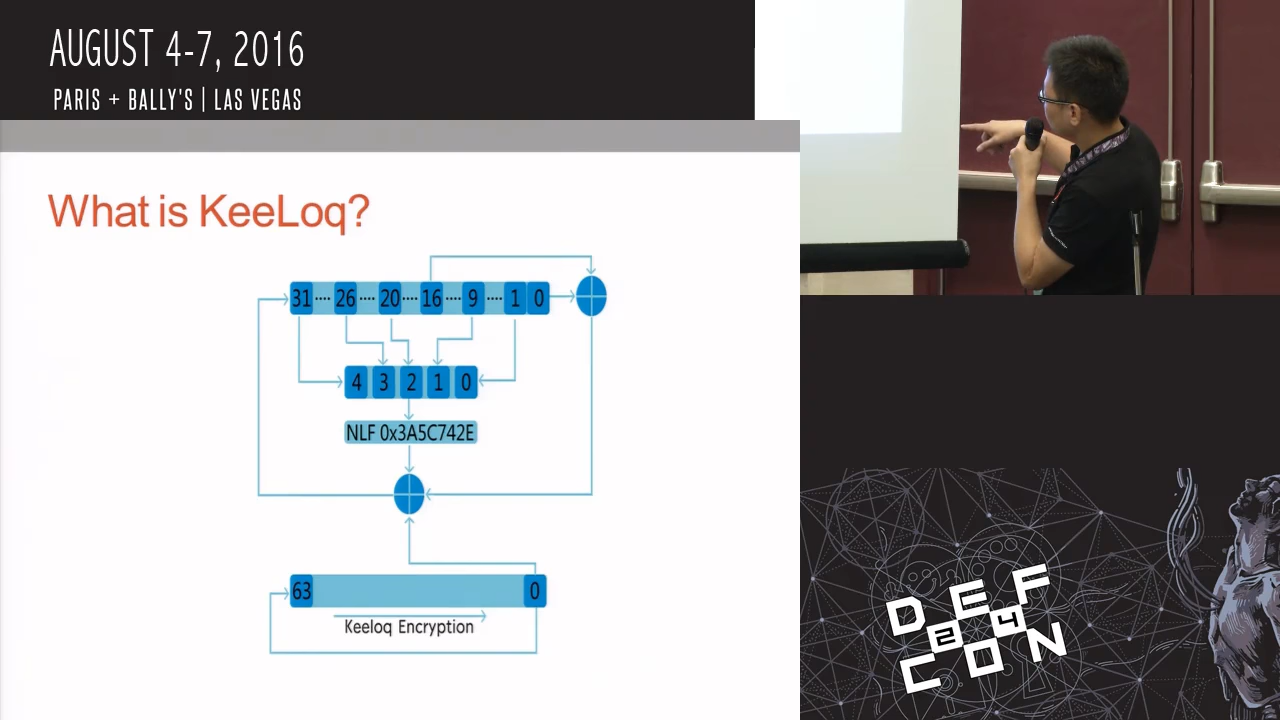 AUGUST 4-7, 2016
PARIS + BALLY'S | LAS VEGAS
What is KeeLoq?
31 ···· 26 ···· 20 ···· 16 ···· 9 ···· 1 0
4 3 2 1 0
NLF 0x3A5C742E
63 0
Keeloq Encryption
DEF
24
CON